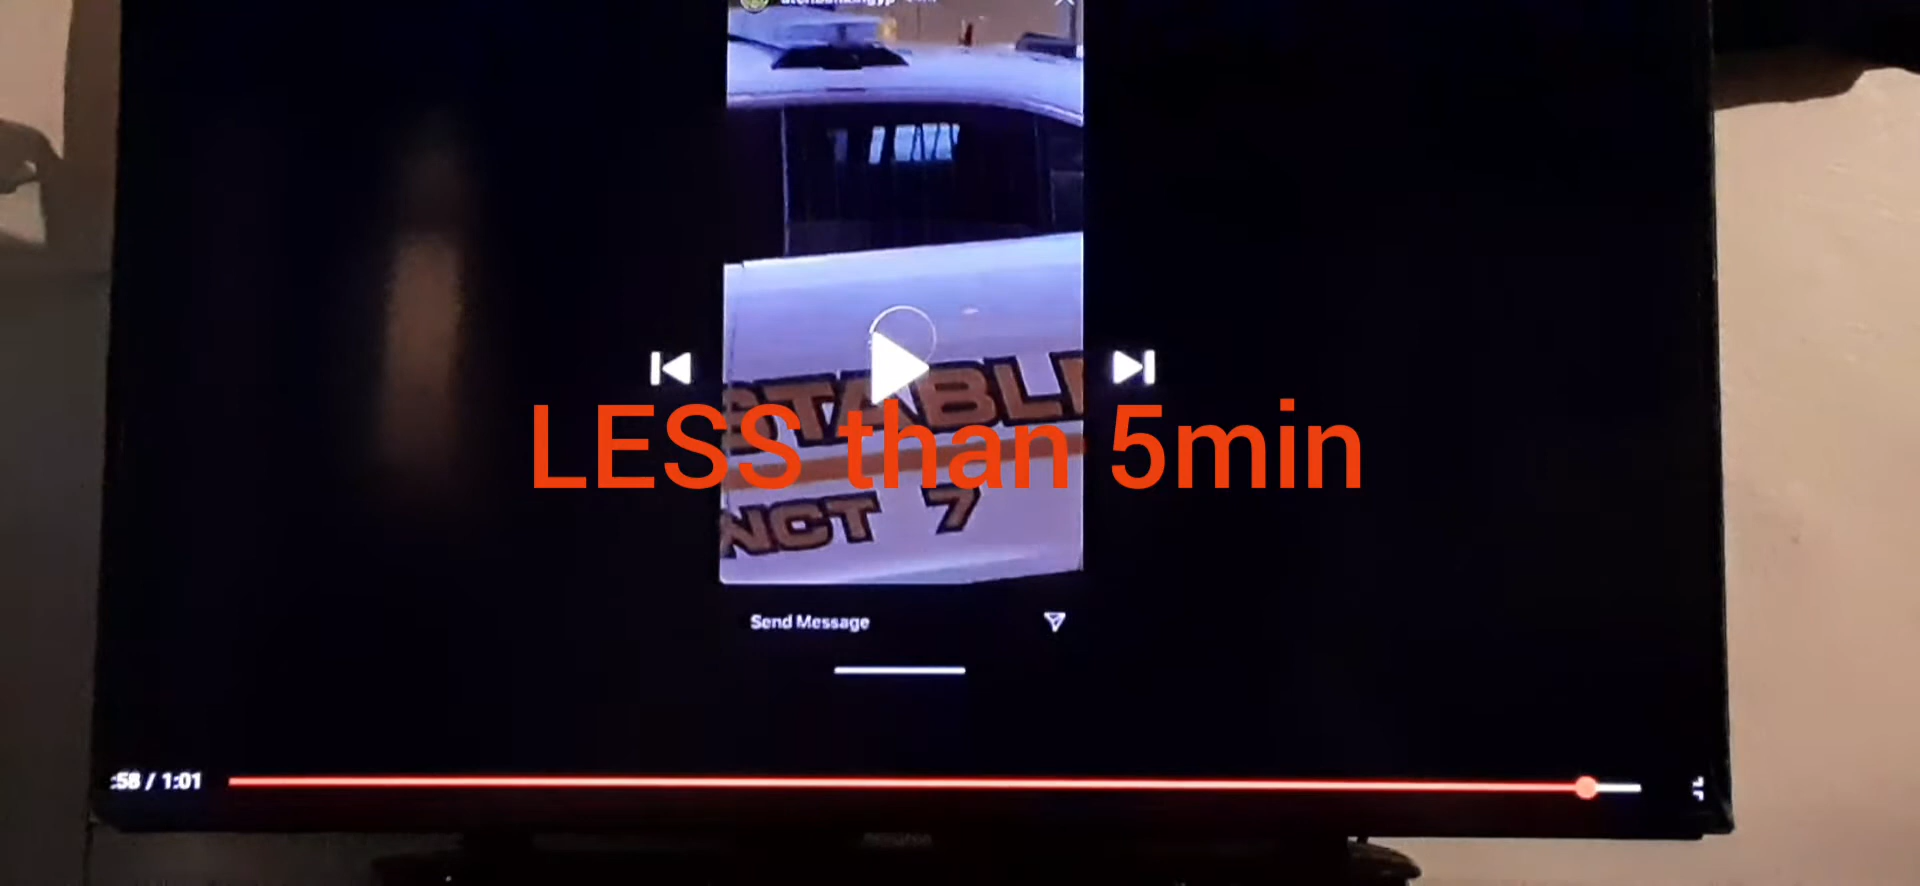 STABL
LESS than 5min
NCT 7
Send Message
:58 / 1:01